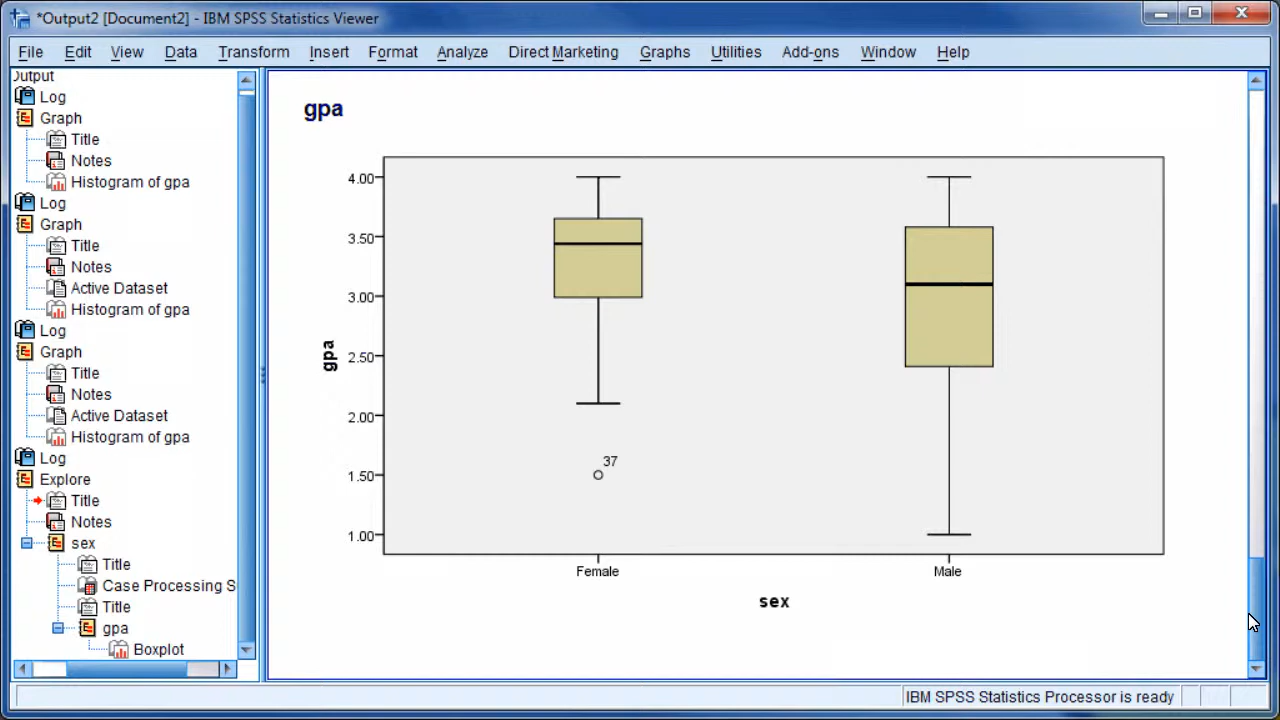 *Output2 [Document2] - IBM SPSS Statistics Viewer
File Edit View Data Transform Insert Format Analyze Direct Marketing Graphs Utilities Add-ons Window Help
Output
Log
Graph
Title
Notes
Histogram of gpa
Log
Graph
Title
Notes
Active Dataset
Histogram of gpa
Log
Graph
Title
Notes
Active Dataset
Histogram of gpa
Log
Explore
Title
Notes
sex
Title
Case Processing S
Title
gpa
Boxplot
gpa
4.00
3.50
3.00
2.50
2.00
1.50
1.00
gpa
37
Female
Male
sex
IBM SPSS Statistics Processor is ready